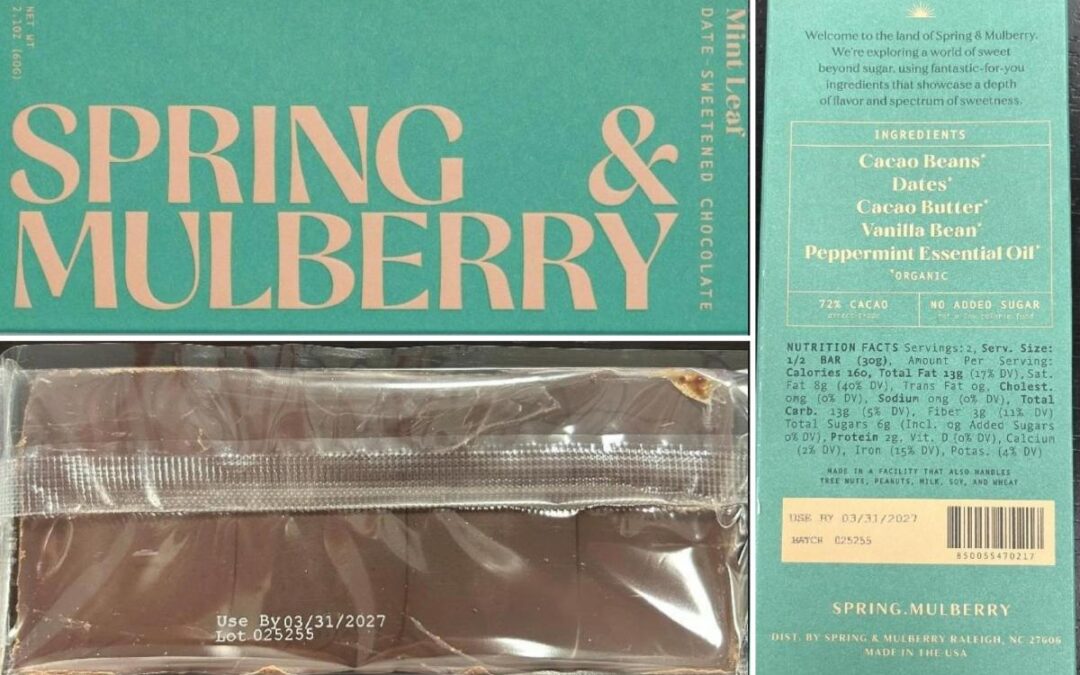 NET WT
2.1OZ (60G)
Mint Leaf
DATE SWEETENED CHOCOLATE
SPRING &
MULBERRY
Use By 03/31/2027
Lot 025255
Welcome to the land of Spring & Mulberry.
We're exploring a world of sweet
beyond sugar, using fantastic-for-you
ingredients that showcase a depth
of flavor and spectrum of sweetness.
INGREDIENTS
Cacao Beans*
Dates*
Cacao Butter*
Vanilla Bean*
Peppermint Essential Oil*
*ORGANIC
72% CACAO
direct trade
NO ADDED SUGAR
not a low calorie food
NUTRITION FACTS Servings: 2, Serv. Size:
1/2 BAR (30g), Amount Per Serving:
Calories 160, Total Fat 13g (17% DV), Sat.
Fat 8g (40% DV), Trans Fat 0g, Cholest.
0mg (0% DV), Sodium 0mg (0% DV), Total
Carb. 13g (5% DV), Fiber 3g (11% DV)
Total Sugars 6g (Incl. 0g Added Sugars
0% DV), Protein 2g, Vit. D (0% DV), Calcium
(2% DV), Iron (15% DV), Potas. (4% DV)
MADE IN A FACILITY THAT ALSO HANDLES
TREE NUTS, PEANUTS, MILK, SOY, AND WHEAT
USE BY 03/31/2027
BATCH 025255
850055470217
SPRING.MULBERRY
DIST. BY SPRING & MULBERRY RALEIGH, NC 27606
MADE IN THE USA